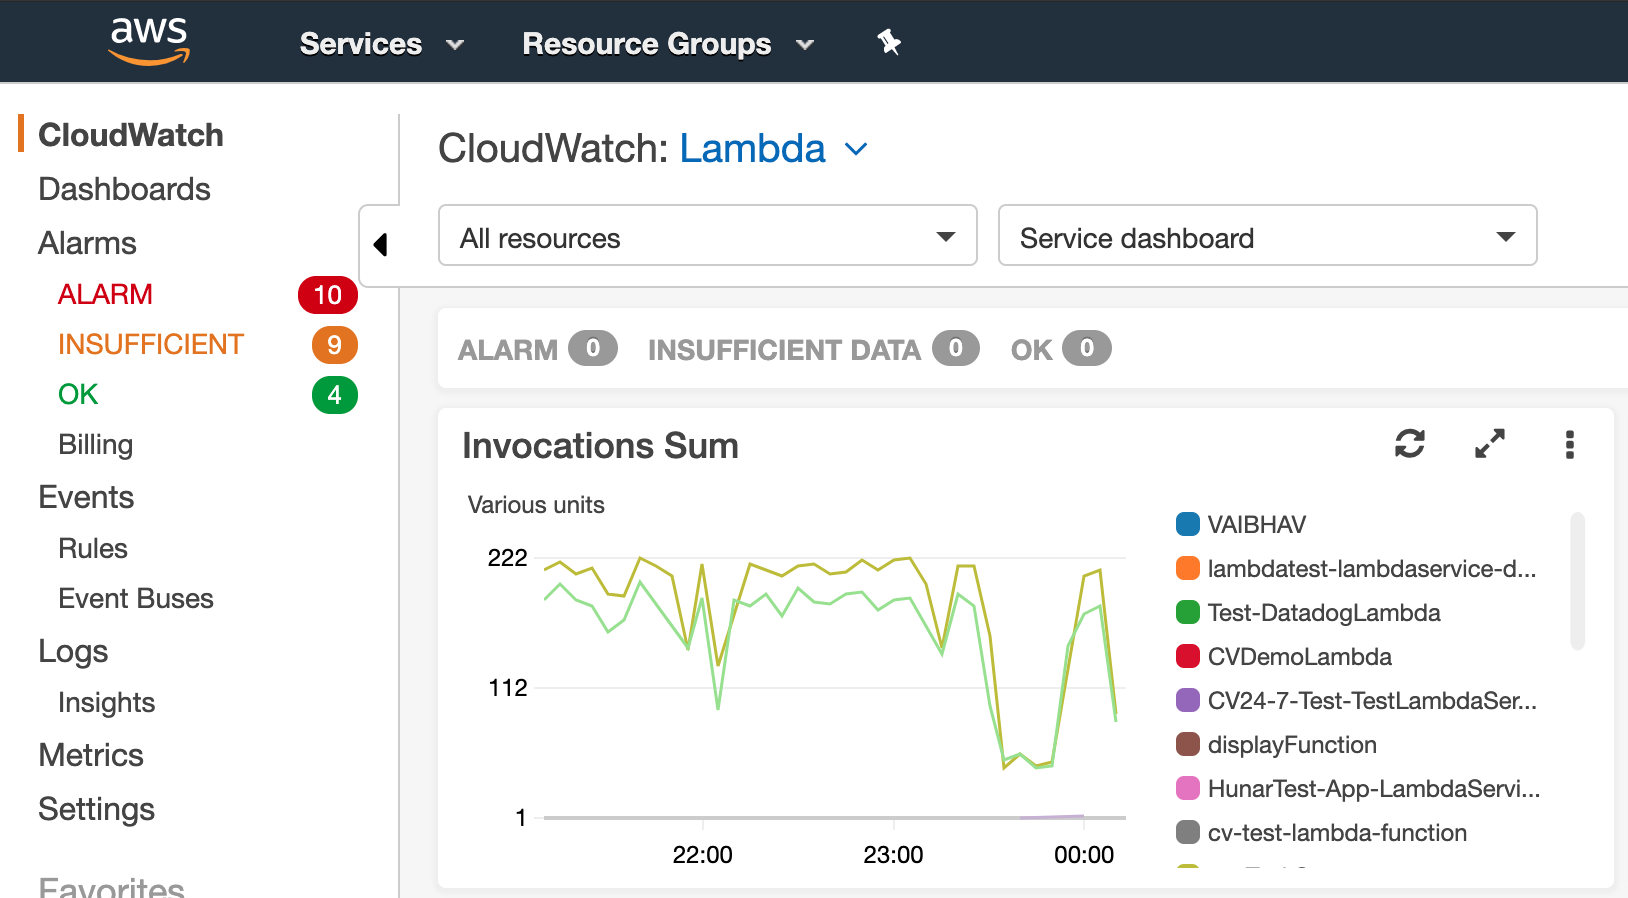 aws
Services
Resource Groups
CloudWatch
Dashboards
Alarms
ALARM 10
INSUFFICIENT 9
OK 4
Billing
Events
Rules
Event Buses
Logs
Insights
Metrics
Settings
Favorites
CloudWatch: Lambda
All resources
Service dashboard
ALARM 0 INSUFFICIENT DATA 0 OK 0
Invocations Sum
Various units
222
112
1
22:00 23:00 00:00
VAIBHAV
lambdatest-lambdaservice-d...
Test-DatadogLambda
CVDemoLambda
CV24-7-Test-TestLambdaSer...
displayFunction
HunarTest-App-LambdaServi...
cv-test-lambda-function